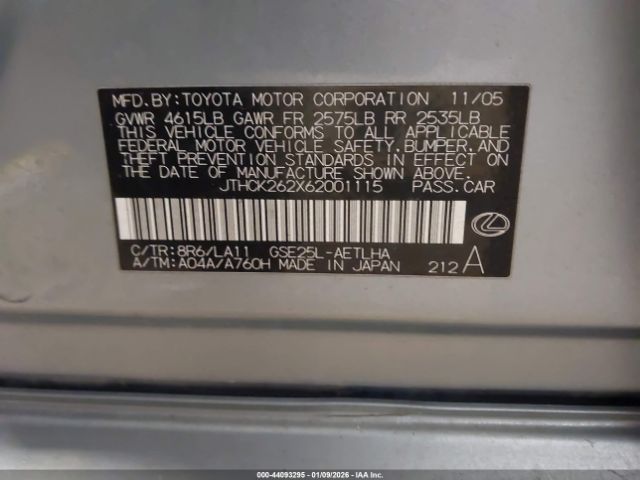 MFD.BY:TOYOTA MOTOR CORPORATION 11/05
GVWR 4615LB GAWR FR 2575LB RR 2535LB
THIS VEHICLE CONFORMS TO ALL APPLICABLE
FEDERAL MOTOR VEHICLE SAFETY,BUMPER,AND
THEFT PREVENTION STANDARDS IN EFFECT ON
THE DATE OF MANUFACTURE SHOWN ABOVE.
JTHCK262X62001115 PASS.CAR
C/TR:8R6/LA11 GSE25L-AETLHA
A/TM:A04A/A760H MADE IN JAPAN 212A
000-44093295 - 01/09/2026 - IAAI.COM